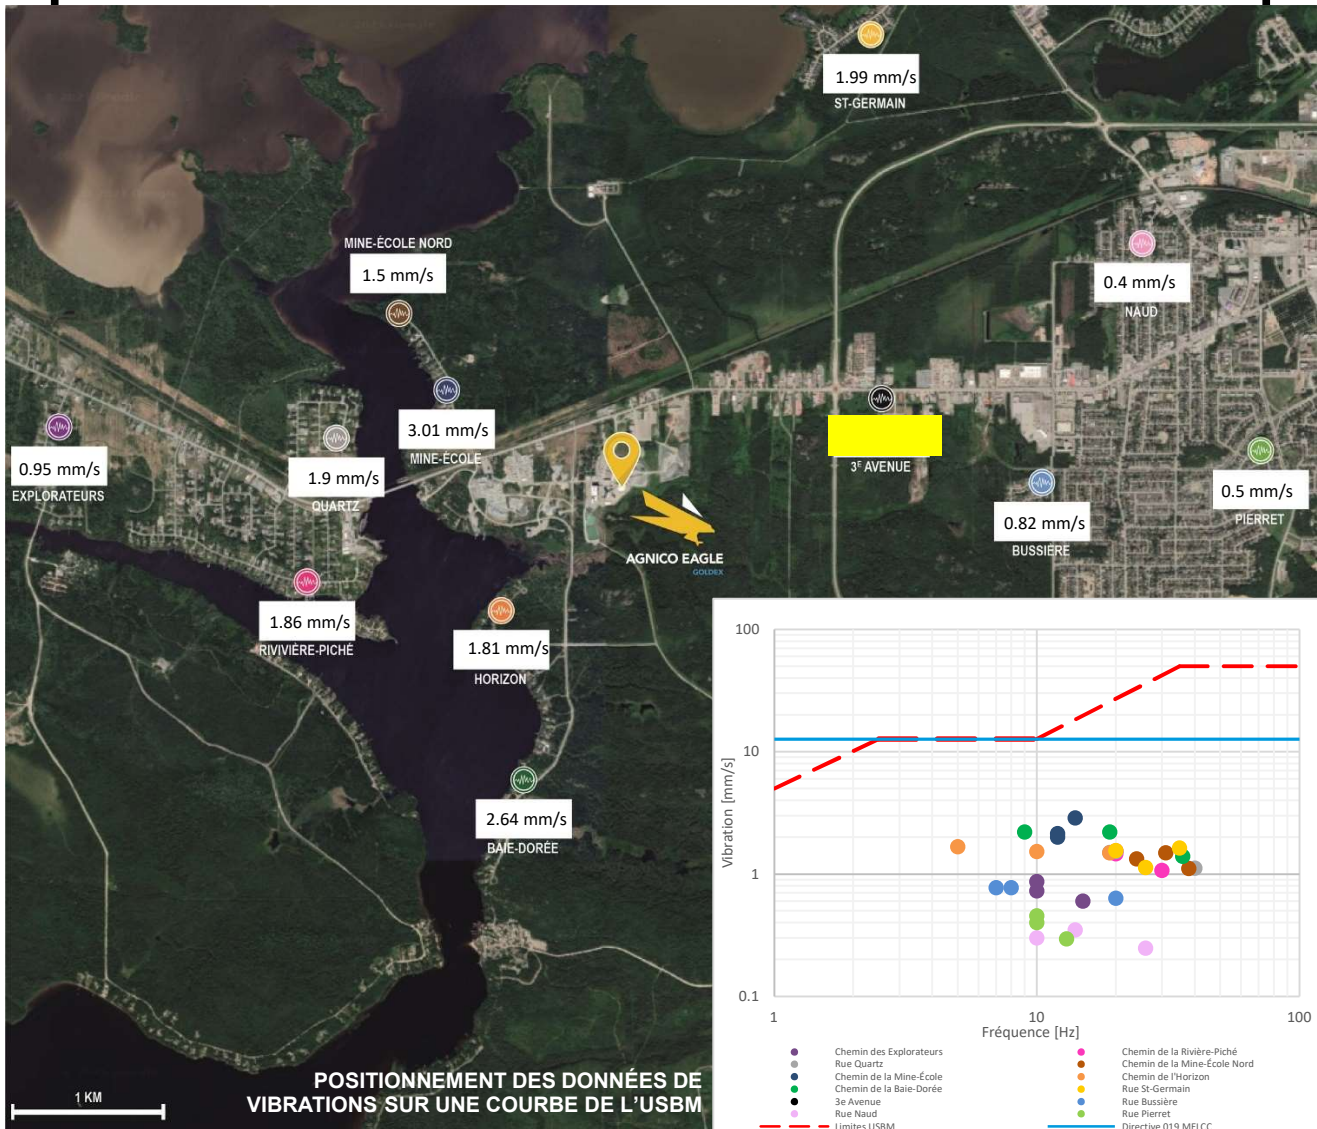 1.99 mm/s
ST-GERMAIN
MINE-ÉCOLE NORD
1.5 mm/s
0.4 mm/s
NAUD
3.01 mm/s
MINE-ÉCOLE
0.95 mm/s
EXPLORATEURS
1.9 mm/s
QUARTZ
3E AVENUE
0.5 mm/s
PIERRET
0.82 mm/s
BUSSIÈRE
AGNICO EAGLE
GOLDEX
1.86 mm/s
RIVIVIÈRE-PICHÉ
1.81 mm/s
HORIZON
2.64 mm/s
BAIE-DORÉE
100
10
1
0.1
Vibration [mm/s]
1
10
100
Fréquence [Hz]
Chemin des Explorateurs
Chemin de la Rivière-Piché
Rue Quartz
Chemin de la Mine-École Nord
Chemin de la Mine-École
Chemin de l'Horizon
Chemin de la Baie-Dorée
Rue St-Germain
3e Avenue
Rue Bussière
Rue Naud
Rue Pierret
Limites USBM
Directive 019 MELCC
POSITIONNEMENT DES DONNÉES DE
VIBRATIONS SUR UNE COURBE DE L'USBM
1 KM